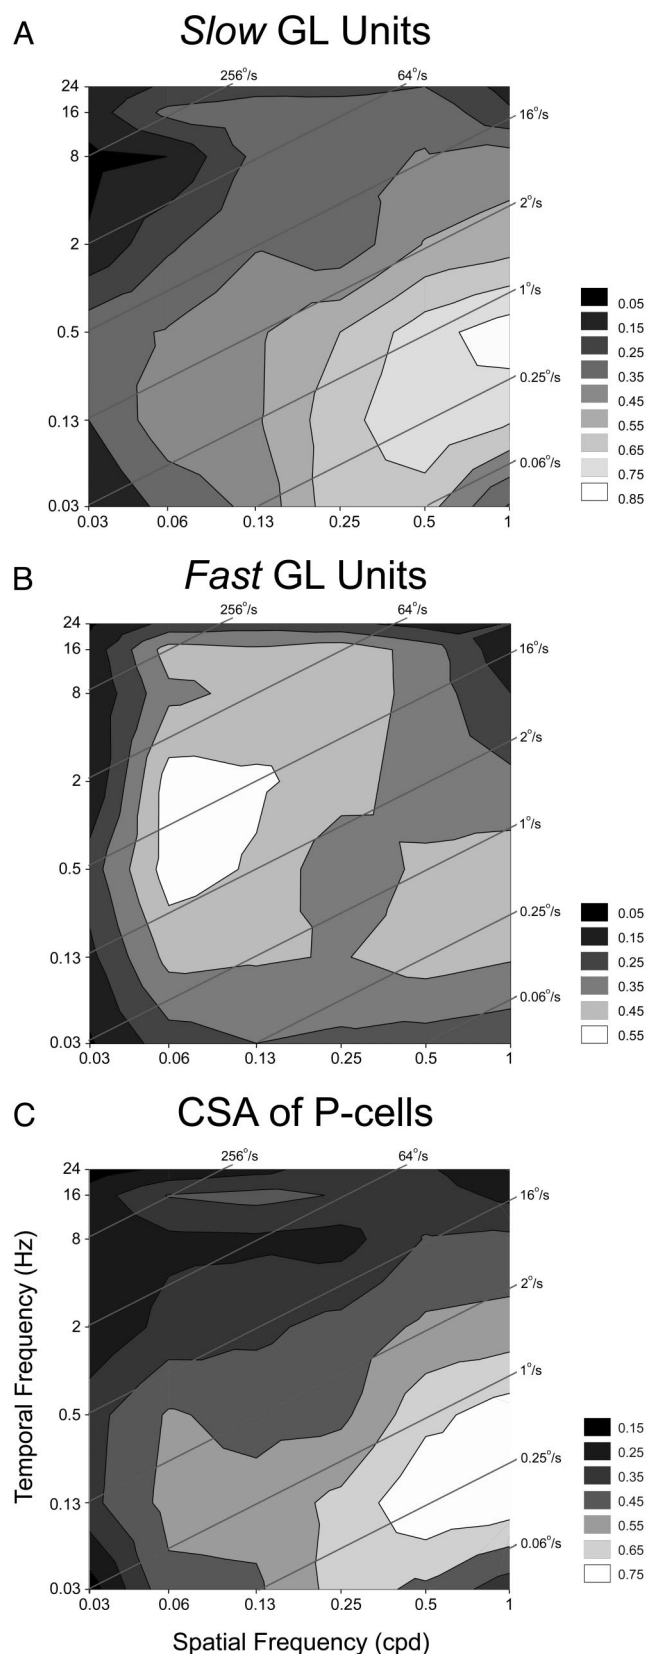 A
Slow GL Units
256°/s
64°/s
24
16
16°/s
8
2°/s
2
1°/s
0.5
0.25°/s
0.13
0.06°/s
0.03
0.03 0.06 0.13 0.25 0.5 1
0.05
0.15
0.25
0.35
0.45
0.55
0.65
0.75
0.85
B
Fast GL Units
256°/s
64°/s
24
16
16°/s
8
2°/s
2
1°/s
0.5
0.25°/s
0.13
0.06°/s
0.03
0.03 0.06 0.13 0.25 0.5 1
0.05
0.15
0.25
0.35
0.45
0.55
C
CSA of P-cells
256°/s
64°/s
24
16
16°/s
8
2°/s
2
1°/s
0.5
0.25°/s
0.13
0.06°/s
0.03
0.03 0.06 0.13 0.25 0.5 1
Temporal Frequency (Hz)
Spatial Frequency (cpd)
0.15
0.25
0.35
0.45
0.55
0.65
0.75